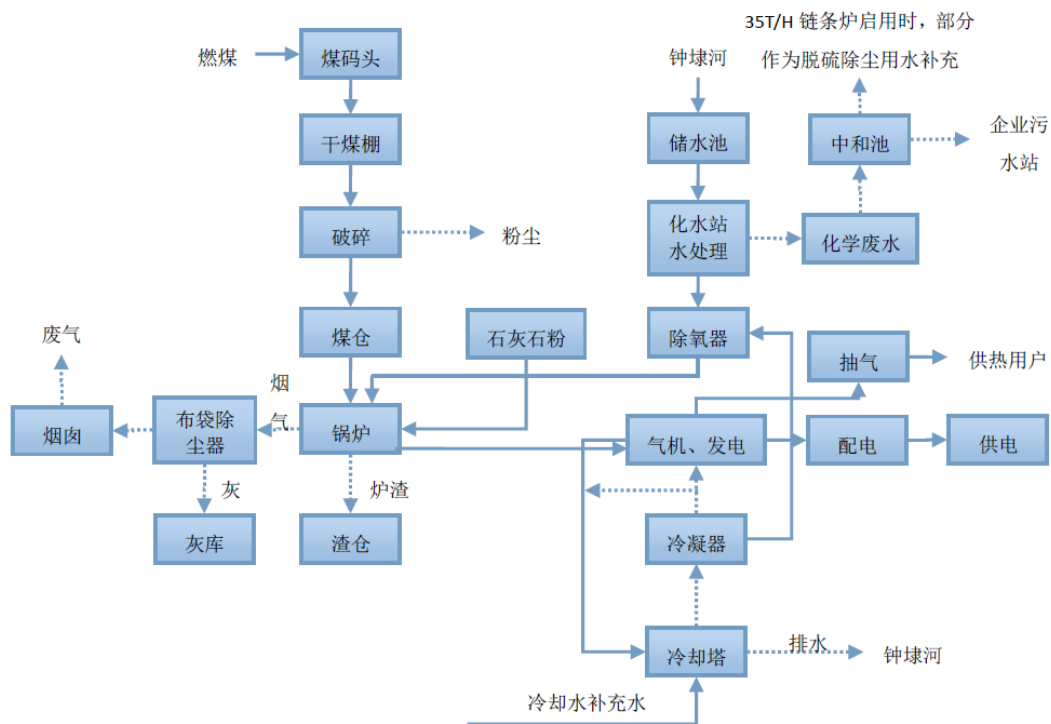 35T/H 链条炉启用时，部分
作为脱硫除尘用水补充
燃煤
煤码头
钟埭河
干煤棚
储水池
中和池
企业污
水站
破碎
粉尘
化水站
水处理
化学废水
煤仓
石灰石粉
除氧器
抽气
供热用户
废气
烟
气
烟囱
布袋除
尘器
锅炉
气机、发电
配电
供电
灰
炉渣
灰库
渣仓
冷凝器
冷却塔
排水
钟埭河
冷却水补充水